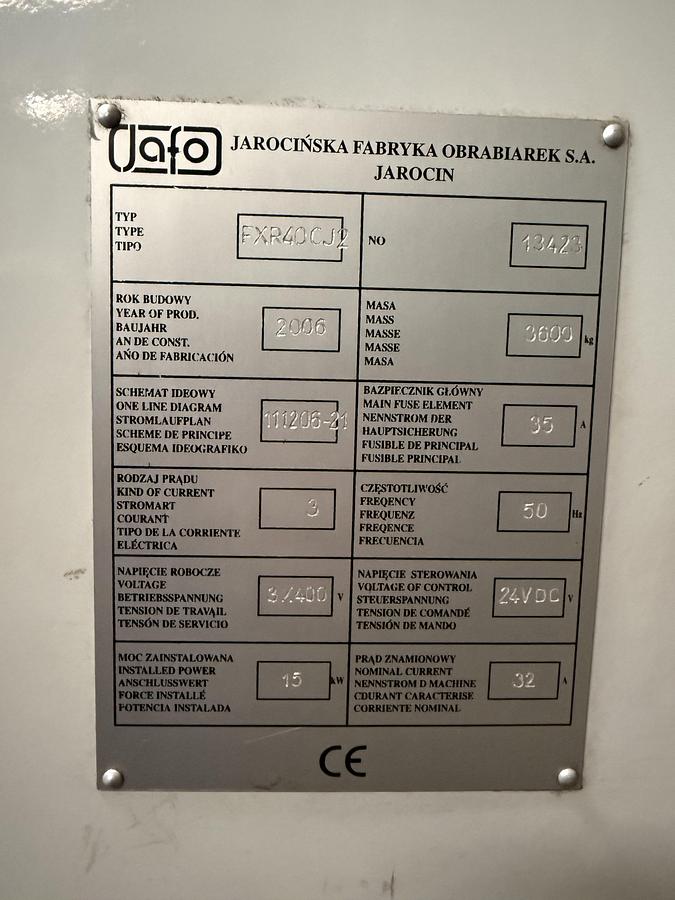 Jafo
JAROCIŃSKA FABRYKA OBRABIAREK S.A.
JAROCIN
TYP
TYPE
TIPO
FXR40CJ2
NO
13423
ROK BUDOWY
YEAR OF PROD.
BAUJAHR
AN DE CONST.
AŃO DE FABRICACIÓN
2006
MASA
MASS
MASSE
MASSE
MASA
3600 kg
SCHEMAT IDEOWY
ONE LINE DIAGRAM
STROMLAUFPLAN
SCHEME DE PRINCIPE
ESQUEMA IDEOGRAFIKO
111206-21
BAZPIECZNIK GŁÓWNY
MAIN FUSE ELEMENT
NENNSTROM DER
HAUPTSICHERUNG
FUSIBLE DE PRINCIPAL
FUSIBLE PRINCIPAL
35 A
RODZAJ PRĄDU
KIND OF CURRENT
STROMART
COURANT
TIPO DE LA CORRIENTE
ELÉCTRICA
3
CZĘSTOTLIWOŚĆ
FREQENCY
FREQUENZ
FREQENCE
FRECUENCIA
50 Hz
NAPIĘCIE ROBOCZE
VOLTAGE
BETRIEBSSPANNUNG
TENSION DE TRAVAIL
TENSÓN DE SERVICIO
3X400 V
NAPIĘCIE STEROWANIA
VOLTAGE OF CONTROL
STEUERSPANNUNG
TENSION DE COMANDÉ
TENSIÓN DE MANDO
24VDC V
MOC ZAINSTALOWANA
INSTALLED POWER
ANSCHLUSSWERT
FORCE INSTALLÉ
FOTENCIA INSTALADA
15 kW
PRĄD ZNAMIONOWY
NOMINAL CURRENT
NENNSTROM D MACHINE
CDURANT CARACTERISE
CORRIENTE NOMINAL
32 A
CE